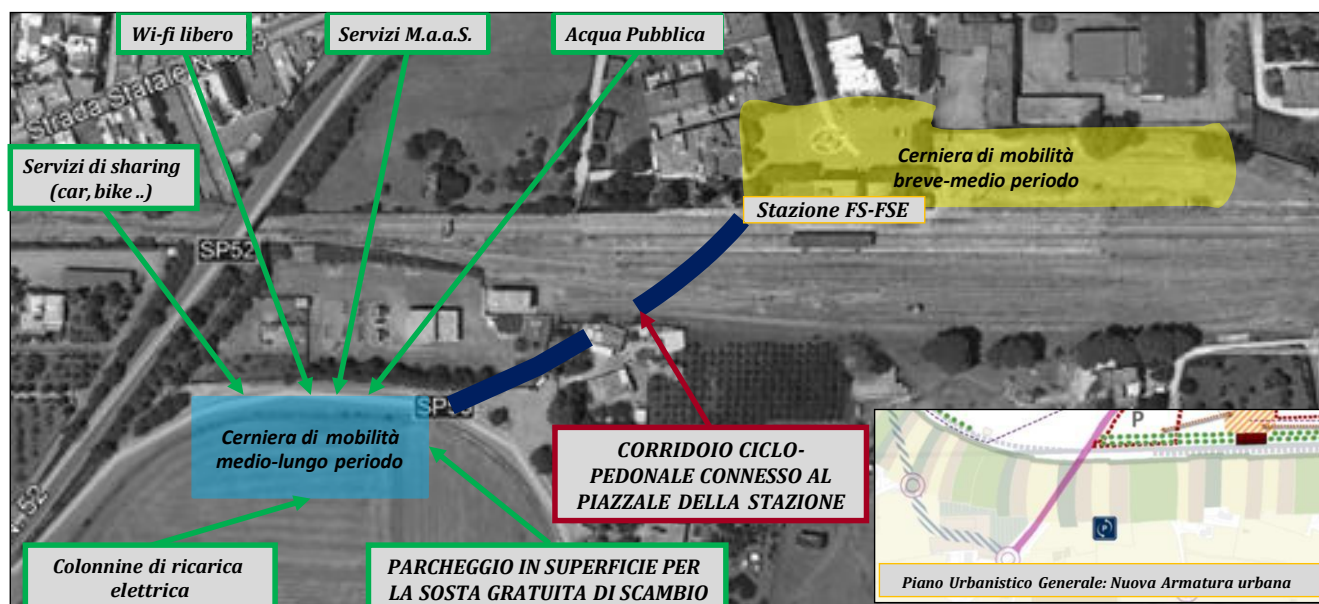 Wi-fi libero
Servizi M.a.a.S.
Acqua Pubblica
Servizi di sharing
(car, bike ..)
Cerniera di mobilità
breve-medio periodo
Stazione FS-FSE
SP52
Cerniera di mobilità
medio-lungo periodo
CORRIDOIO CICLO-
PEDONALE CONNESSO AL
PIAZZALE DELLA STAZIONE
P
P
Colonnine di ricarica
elettrica
PARCHEGGIO IN SUPERFICIE PER
LA SOSTA GRATUITA DI SCAMBIO
Piano Urbanistico Generale: Nuova Armatura urbana